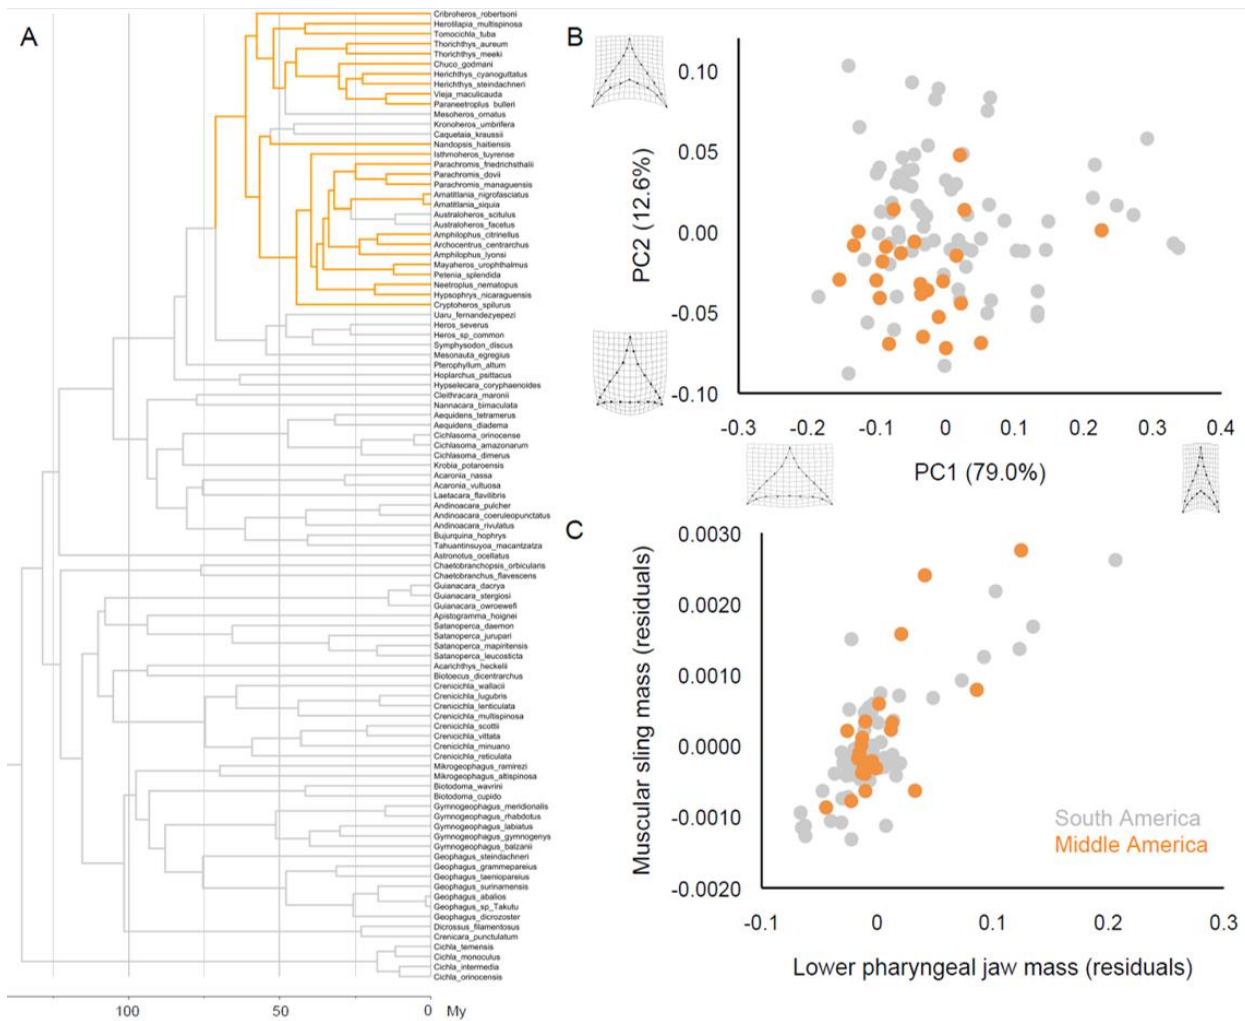 A
Cribroheros_robertsoni
Herotilapia_multispinosa
Tomocichla_tuba
Thorichthys_aureum
Thorichthys_meeki
Chuco_godmani
Herichthys_cyanoguttatus
Herichthys_steindachneri
Vieja_maculicauda
Paraneetroplus_bulleri
Mesoheros_ornatus
Kronoheros_umbrifera
Caquetaia_kraussii
Nandopsis_haitiensis
Isthmoheros_tuyrense
Parachromis_friedrichsthalii
Parachromis_dovii
Parachromis_managuensis
Amatitlania_nigrofasciatus
Amatitlania_siquia
Australoheros_scitulus
Australoheros_facetus
Amphilophus_citrinellus
Archocentrus_centrarchus
Amphilophus_lyonsi
Mayaheros_urophthalmus
Petenia_splendida
Neetroplus_nematopus
Hypsophrys_nicaraguensis
Cryptoheros_spilurus
Uaru_fernandezyepezi
Heros_severus
Heros_sp_common
Symphysodon_discus
Mesonauta_egregius
Pterophyllum_altum
Hoplarchus_psittacus
Hypselecara_coryphaenoides
Cleithracara_maronii
Nannacara_bimaculata
Aequidens_tetramerus
Aequidens_diadema
Cichlasoma_orinocense
Cichlasoma_amazonarum
Cichlasoma_dimerus
Krobia_potaroensis
Acaronia_nassa
Acaronia_vultuosa
Laetacara_flavilibris
Andinoacara_pulcher
Andinoacara_coeruleopunctatus
Andinoacara_rivulatus
Bujurquina_hophrys
Tahuantinsuyoa_macantzatza
Astronotus_ocellatus
Chaetobranchopsis_orbicularis
Chaetobranchus_flavescens
Guianacara_dacrya
Guianacara_stergiosi
Guianacara_owroewefi
Apistogramma_hoignei
Satanoperca_daemon
Satanoperca_jurupari
Satanoperca_mapiritensis
Satanoperca_leucosticta
Acarichthys_heckelii
Biotoecus_dicentrarchus
Crenicichla_wallacii
Crenicichla_lugubris
Crenicichla_lenticulata
Crenicichla_multispinosa
Crenicichla_scottii
Crenicichla_vittata
Crenicichla_minuano
Crenicichla_reticulata
Mikrogeophagus_ramirezi
Mikrogeophagus_altispinosa
Biotodoma_wavrini
Biotodoma_cupido
Gymnogeophagus_meridionalis
Gymnogeophagus_rhabdotus
Gymnogeophagus_labiatus
Gymnogeophagus_gymnogenys
Gymnogeophagus_balzanii
Geophagus_steindachneri
Geophagus_grammepareius
Geophagus_taeniopareius
Geophagus_surinamensis
Geophagus_abalios
Geophagus_sp_Takutu
Geophagus_dicrozoster
Dicrossus_filamentosus
Crenicara_punctulatum
Cichla_temensis
Cichla_monoculus
Cichla_intermedia
Cichla_orinocensis
100 50 0 My
B
PC2 (12.6%)
0.10
0.05
0.00
-0.05
-0.10
-0.3 -0.2 -0.1 0 0.1 0.2 0.3 0.4
PC1 (79.0%)
C
Muscular sling mass (residuals)
0.0030
0.0020
0.0010
0.0000
-0.0010
-0.0020
South America
Middle America
-0.1 0 0.1 0.2 0.3
Lower pharyngeal jaw mass (residuals)